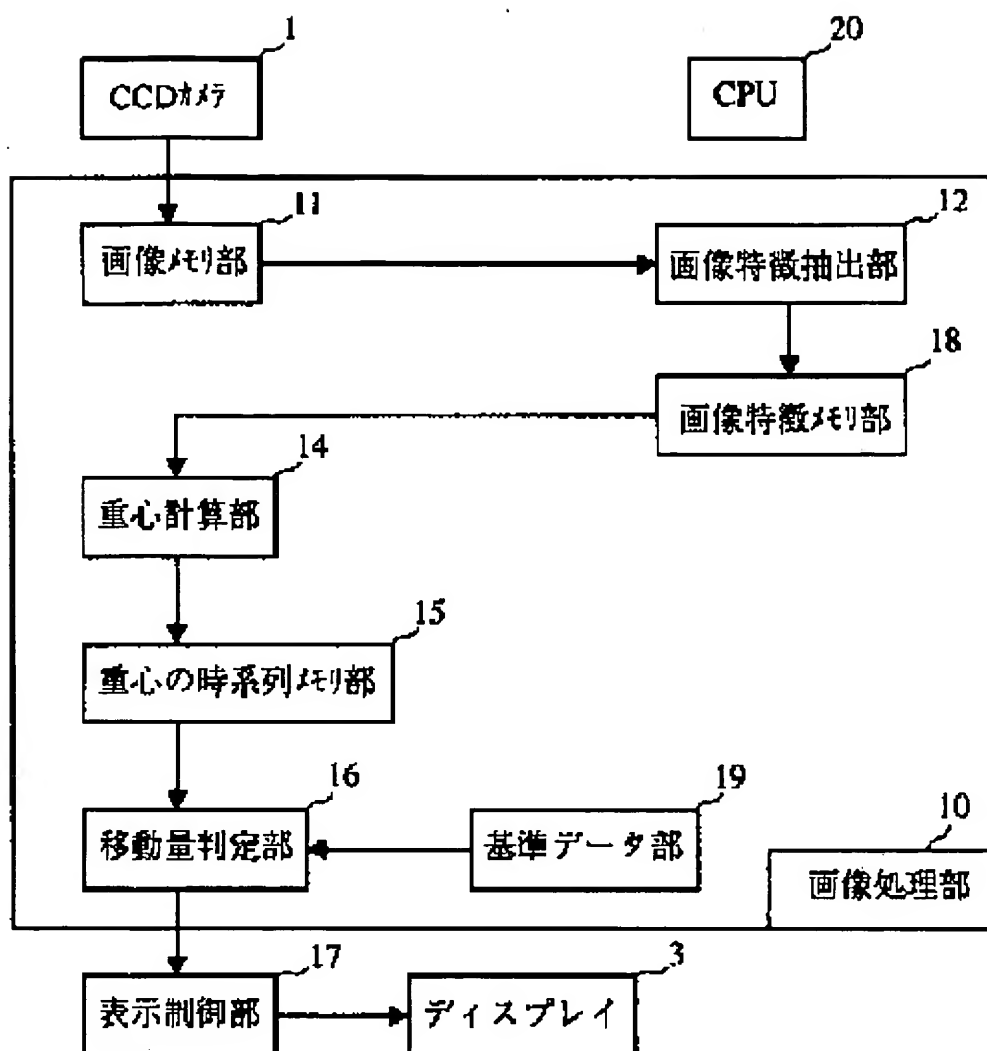 1
20
CCDカメラ
CPU
11
12
画像メモリ部
画像特徴抽出部
18
画像特徴メモリ部
14
重心計算部
15
重心の時系列メモリ部
16
19
移動量判定部
基準データ部
10
画像処理部
17
3
表示制御部
ディスプレイ